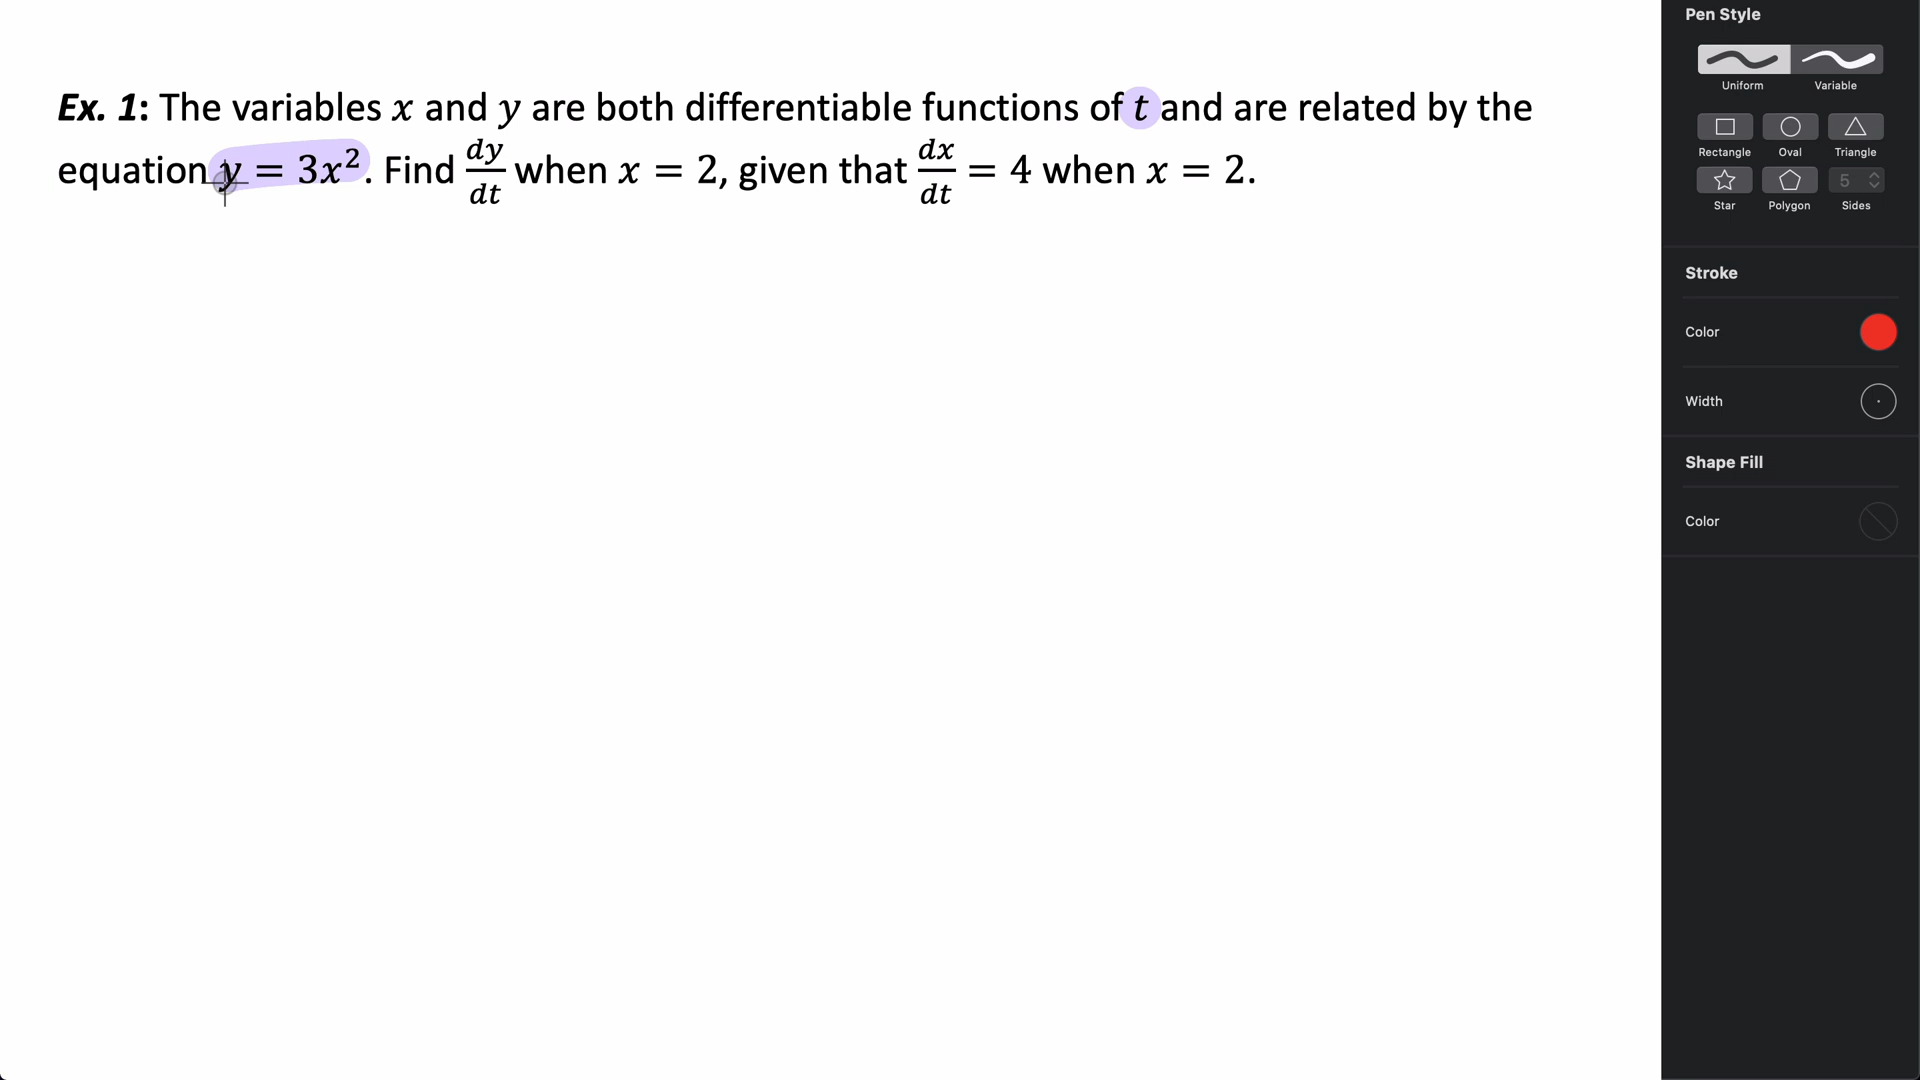 Ex. 1: The variables x and y are both differentiable functions of t and are related by the
equation y = 3x². Find dy/dt when x = 2, given that dx/dt = 4 when x = 2.
Pen Style
Uniform Variable
Rectangle Oval Triangle
5
Star Polygon Sides
Stroke
Color
Width
Shape Fill
Color